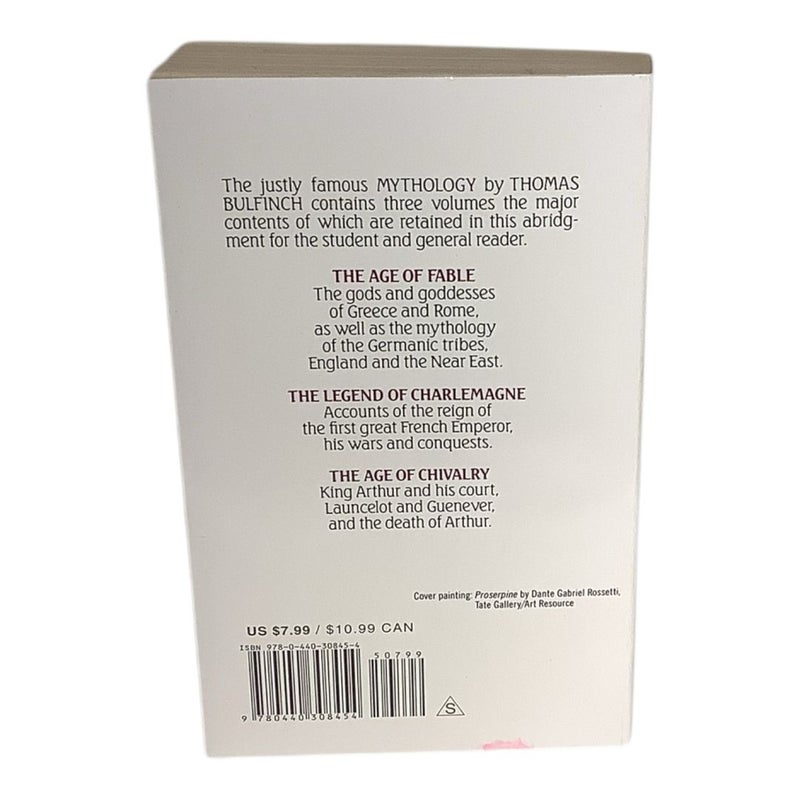 The justly famous MYTHOLOGY by THOMAS
BULFINCH contains three volumes the major
contents of which are retained in this abridg-
ment for the student and general reader.
THE AGE OF FABLE
The gods and goddesses
of Greece and Rome,
as well as the mythology
of the Germanic tribes,
England and the Near East.
THE LEGEND OF CHARLEMAGNE
Accounts of the reign of
the first great French Emperor,
his wars and conquests.
THE AGE OF CHIVALRY
King Arthur and his court,
Launcelot and Guenever,
and the death of Arthur.
Cover painting: Proserpine by Dante Gabriel Rossetti,
Tate Gallery/Art Resource
US $7.99 / $10.99 CAN
ISBN 978-0-440-30845-4
50799
9 780440 308454
S